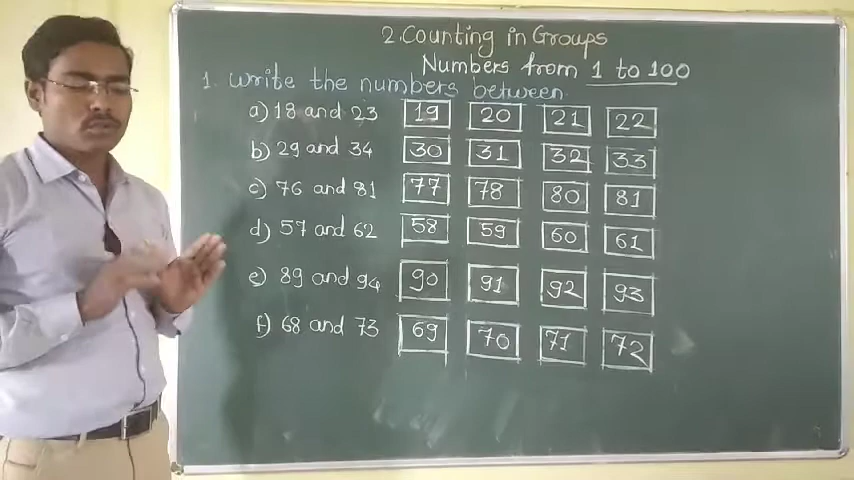 2.Counting in Groups
Numbers from 1 to 100
1. write the numbers between
a) 18 and 23 19 20 21 22
b) 29 and 34 30 31 32 33
c) 76 and 81 77 78 80 81
d) 57 and 62 58 59 60 61
e) 89 and 94 90 91 92 93
f) 68 and 73 69 70 71 72